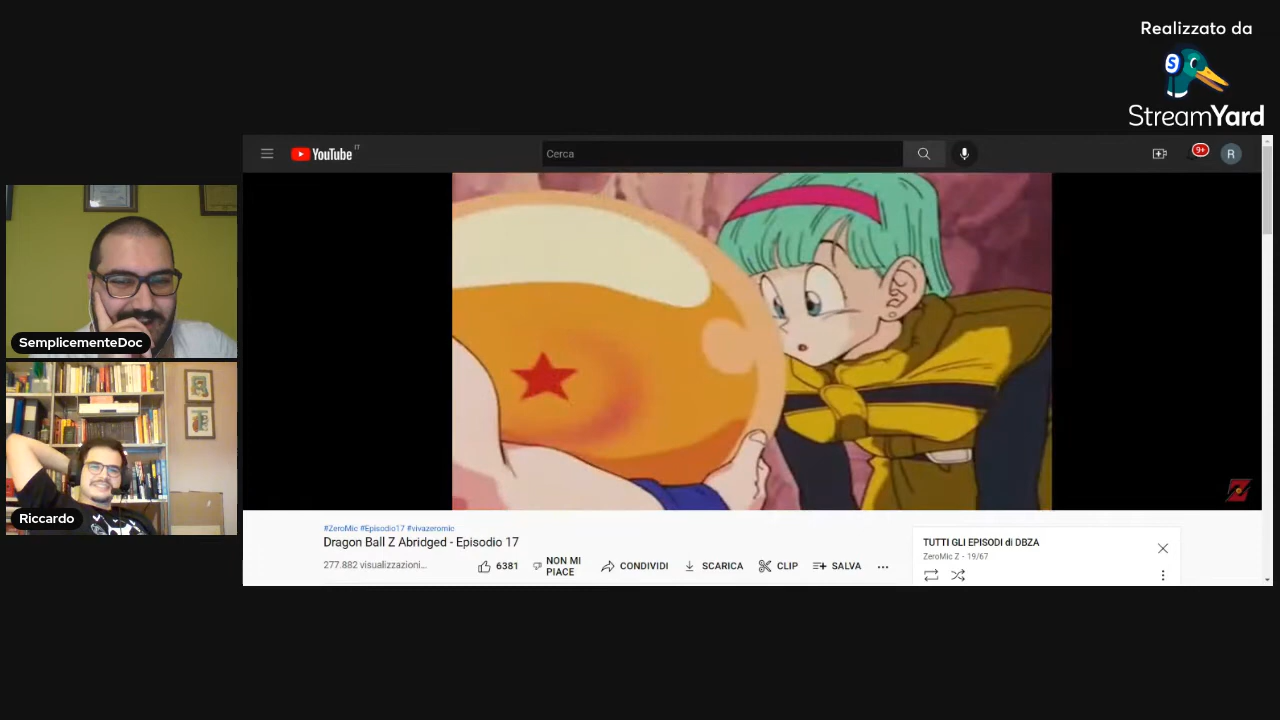 Realizzato da
StreamYard
YouTube IT
Cerca
9+
R
SemplicementeDoc
Riccardo
#ZeroMic #Episodio17 #vivazeromic
Dragon Ball Z Abridged - Episodio 17
277.882 visualizzazioni...
6381
NON MI
PIACE
CONDIVIDI
SCARICA
CLIP
SALVA
TUTTI GLI EPISODI di DBZA
ZeroMic Z - 19/67